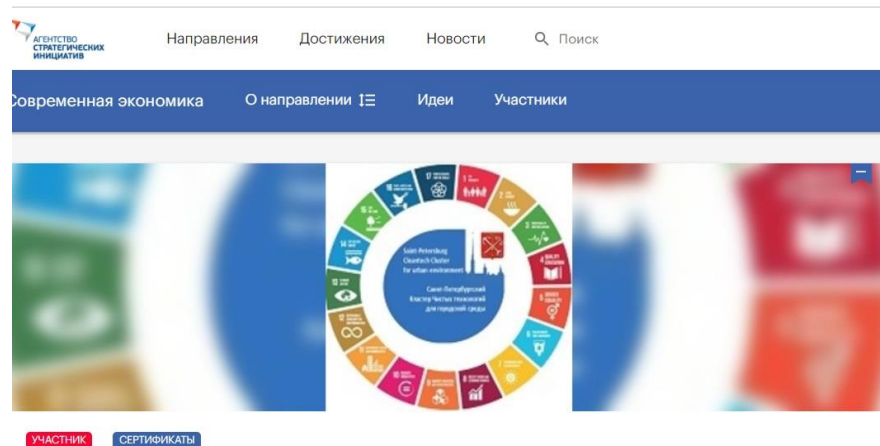 АГЕНТСТВО
СТРАТЕГИЧЕСКИХ
ИНИЦИАТИВ
Направления Достижения Новости Поиск
Современная экономика О направлении Идеи Участники
Saint-Petersburg
Cleantech Cluster
for urban environment
Санкт-Петербургский
Кластер Чистых технологий
для городской среды
УЧАСТНИК СЕРТИФИКАТЫ